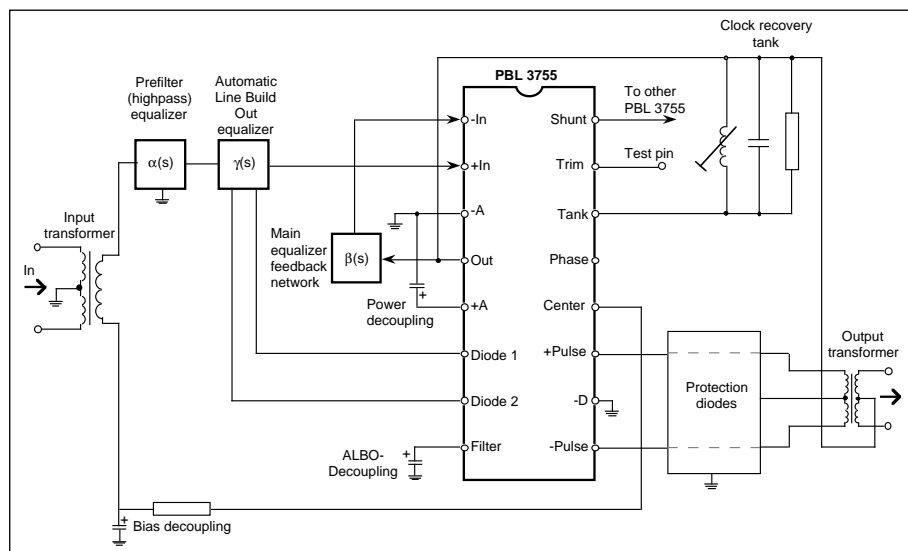 Clock recovery
tank
PBL 3755
Prefilter
(highpass)
equalizer
Automatic
Line Build
Out
equalizer
α(s)
γ(s)
-In
+In
-A
Out
+A
Diode 1
Diode 2
Filter
Shunt
Trim
Tank
Phase
Center
+Pulse
-D
-Pulse
To other
PBL 3755
Test pin
Input
transformer
In
Main
equalizer
feedback
network
β(s)
+
Power
decoupling
Protection
diodes
Output
transformer
ALBO-
Decoupling
+
+
Bias decoupling